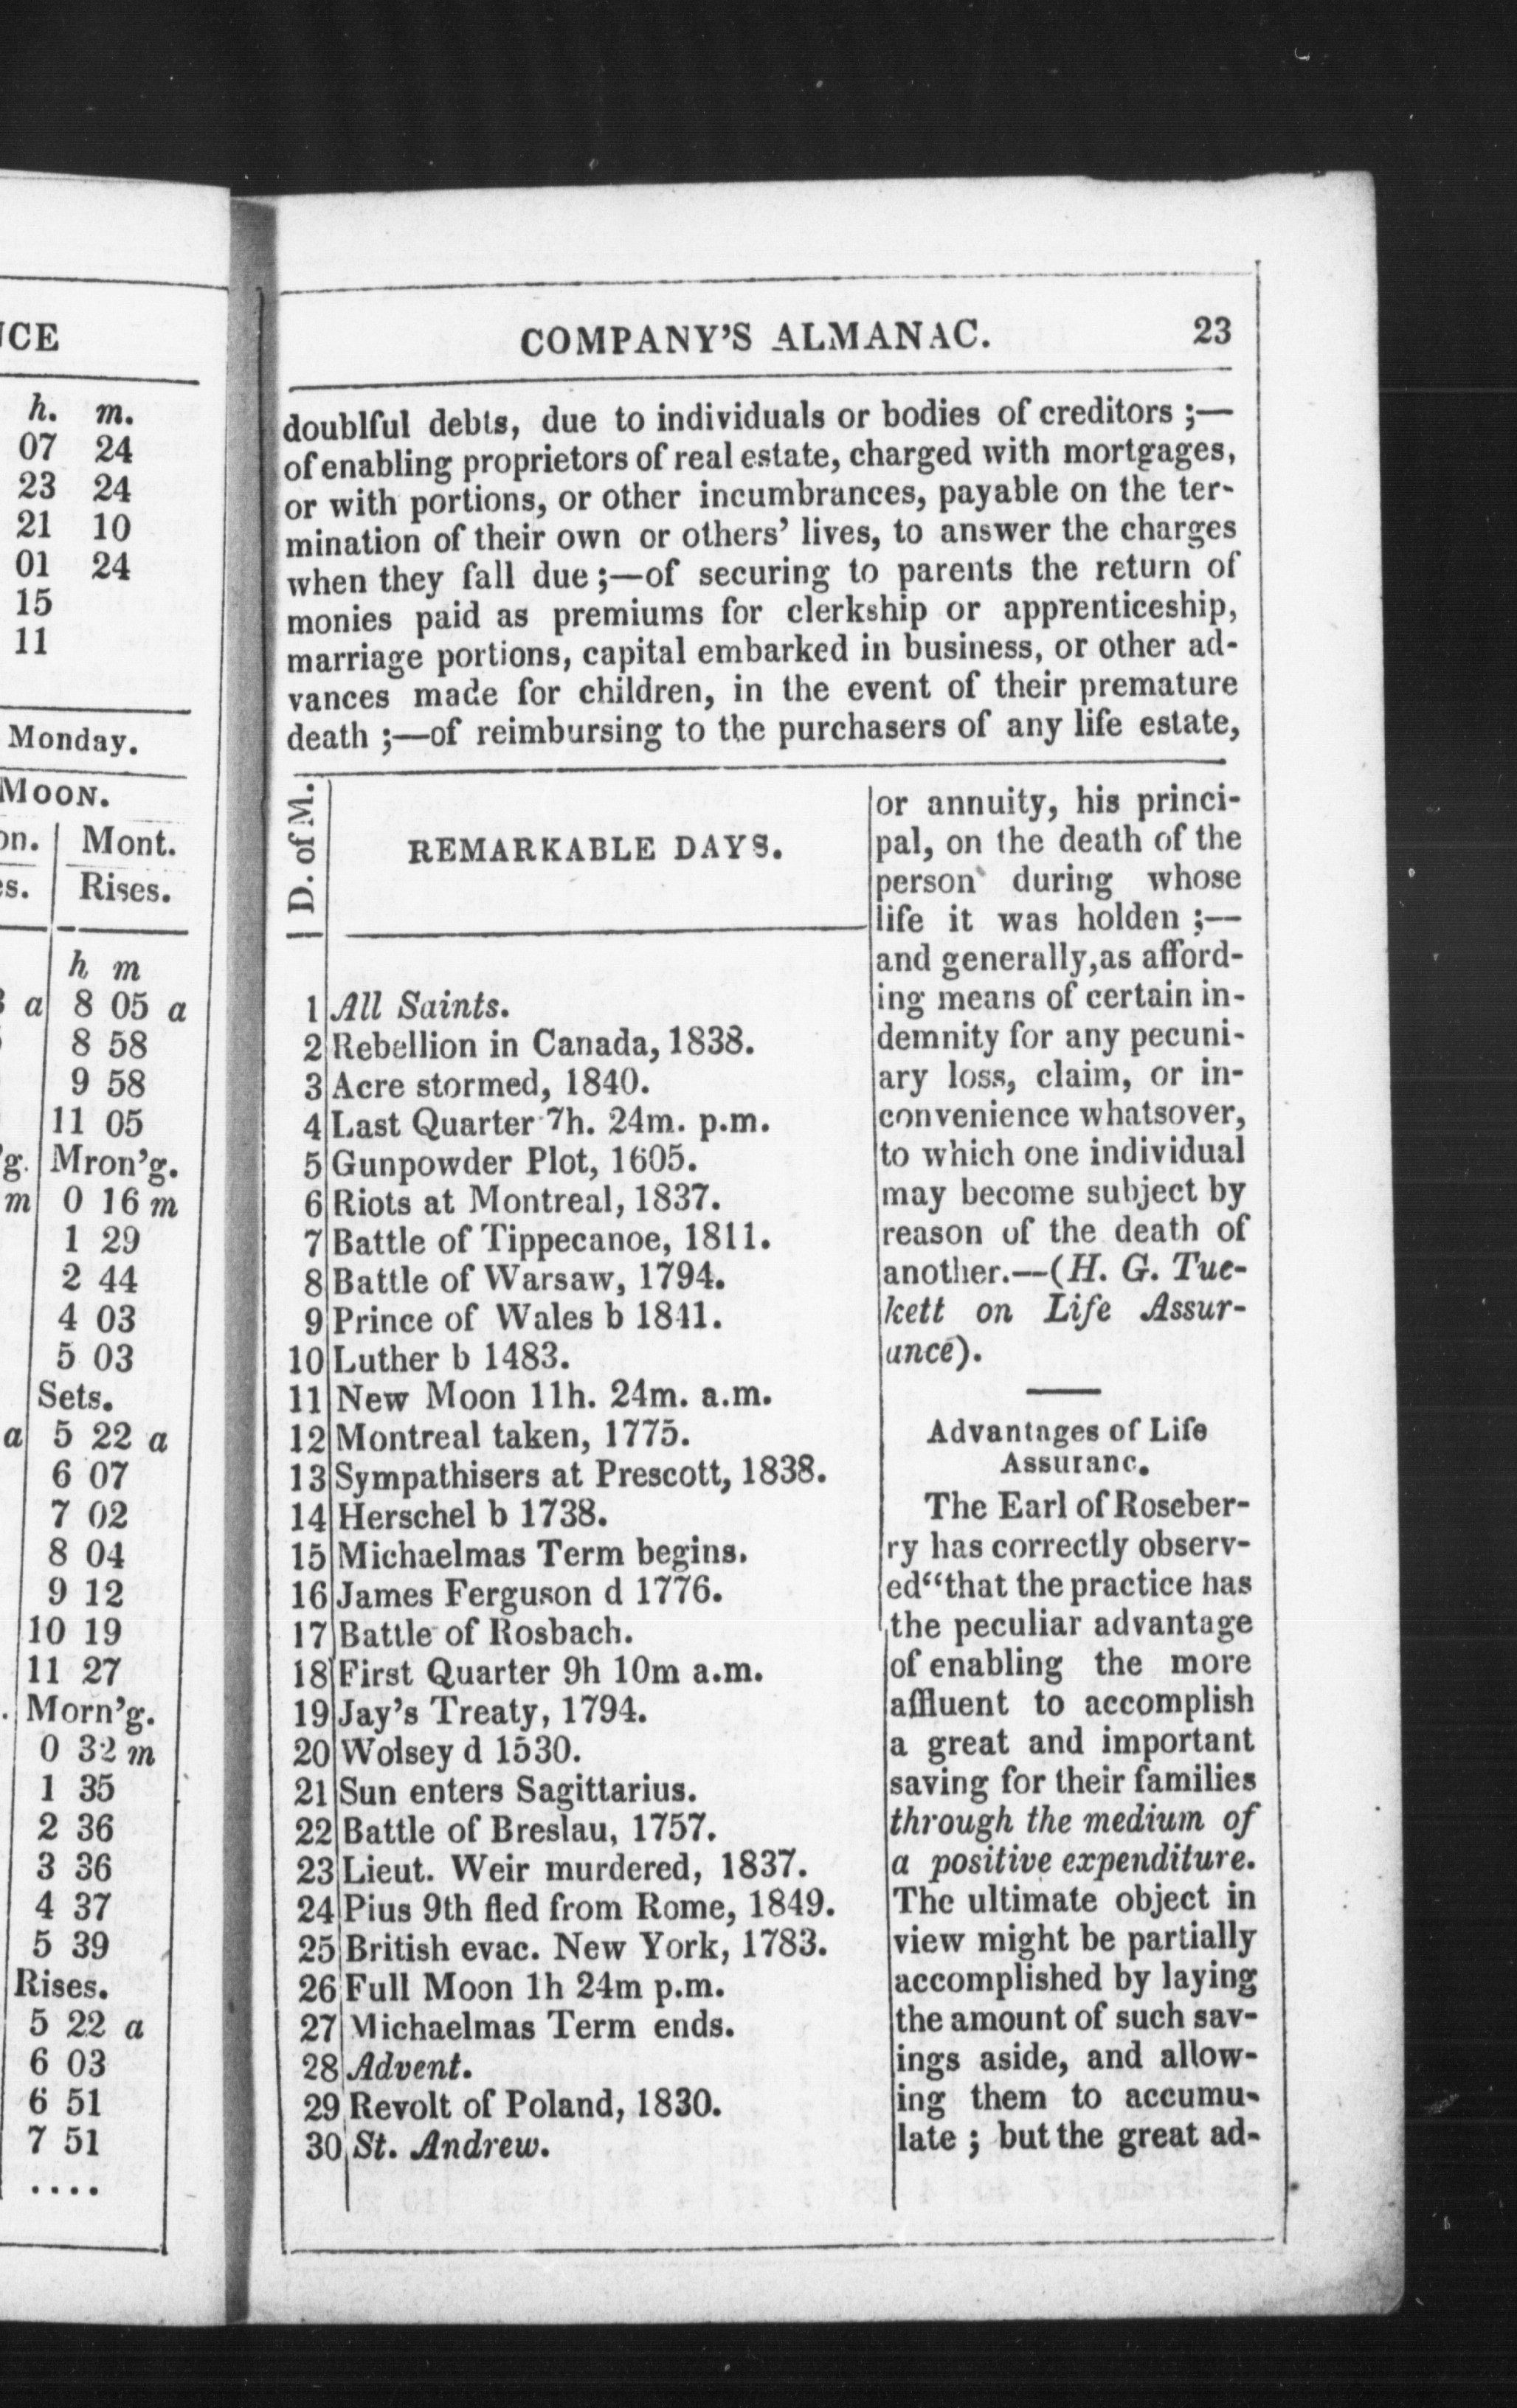 UCE
h. m.
07 24
23 24
21 10
01 24
15
11
Monday.
MOON.
on. Mont.
es. Rises.
h m
a 8 05 a
8 58
9 58
11 05
'g. Mron'g.
m 0 16 m
1 29
2 44
4 03
5 03
Sets.
a 5 22 a
6 07
7 02
8 04
9 12
10 19
11 27
Morn'g.
0 32 m
1 35
2 36
3 36
4 37
5 39
Rises.
5 22 a
6 03
6 51
7 51
....
COMPANY'S ALMANAC. 23
doublful debts, due to individuals or bodies of creditors ;—
of enabling proprietors of real estate, charged with mortgages,
or with portions, or other incumbrances, payable on the ter-
mination of their own or others' lives, to answer the charges
when they fall due ;—of securing to parents the return of
monies paid as premiums for clerkship or apprenticeship,
marriage portions, capital embarked in business, or other ad-
vances made for children, in the event of their premature
death ;—of reimbursing to the purchasers of any life estate,
D. of M.
REMARKABLE DAYS.
1 All Saints.
2 Rebellion in Canada, 1838.
3 Acre stormed, 1840.
4 Last Quarter 7h. 24m. p.m.
5 Gunpowder Plot, 1605.
6 Riots at Montreal, 1837.
7 Battle of Tippecanoe, 1811.
8 Battle of Warsaw, 1794.
9 Prince of Wales b 1841.
10 Luther b 1483.
11 New Moon 11h. 24m. a.m.
12 Montreal taken, 1775.
13 Sympathisers at Prescott, 1838.
14 Herschel b 1738.
15 Michaelmas Term begins.
16 James Ferguson d 1776.
17 Battle of Rosbach.
18 First Quarter 9h 10m a.m.
19 Jay's Treaty, 1794.
20 Wolsey d 1530.
21 Sun enters Sagittarius.
22 Battle of Breslau, 1757.
23 Lieut. Weir murdered, 1837.
24 Pius 9th fled from Rome, 1849.
25 British evac. New York, 1783.
26 Full Moon 1h 24m p.m.
27 Michaelmas Term ends.
28 Advent.
29 Revolt of Poland, 1830.
30 St. Andrew.
or annuity, his princi-
pal, on the death of the
person during whose
life it was holden ;—
and generally,as afford-
ing means of certain in-
demnity for any pecuni-
ary loss, claim, or in-
convenience whatsover,
to which one individual
may become subject by
reason of the death of
another.—(H. G. Tuc-
kett on Life Assur-
ance).
Advantages of Life
Assuranc.
The Earl of Roseber-
ry has correctly observ-
ed“that the practice has
the peculiar advantage
of enabling the more
affluent to accomplish
a great and important
saving for their families
through the medium of
a positive expenditure.
The ultimate object in
view might be partially
accomplished by laying
the amount of such sav-
ings aside, and allow-
ing them to accumu-
late ; but the great ad-